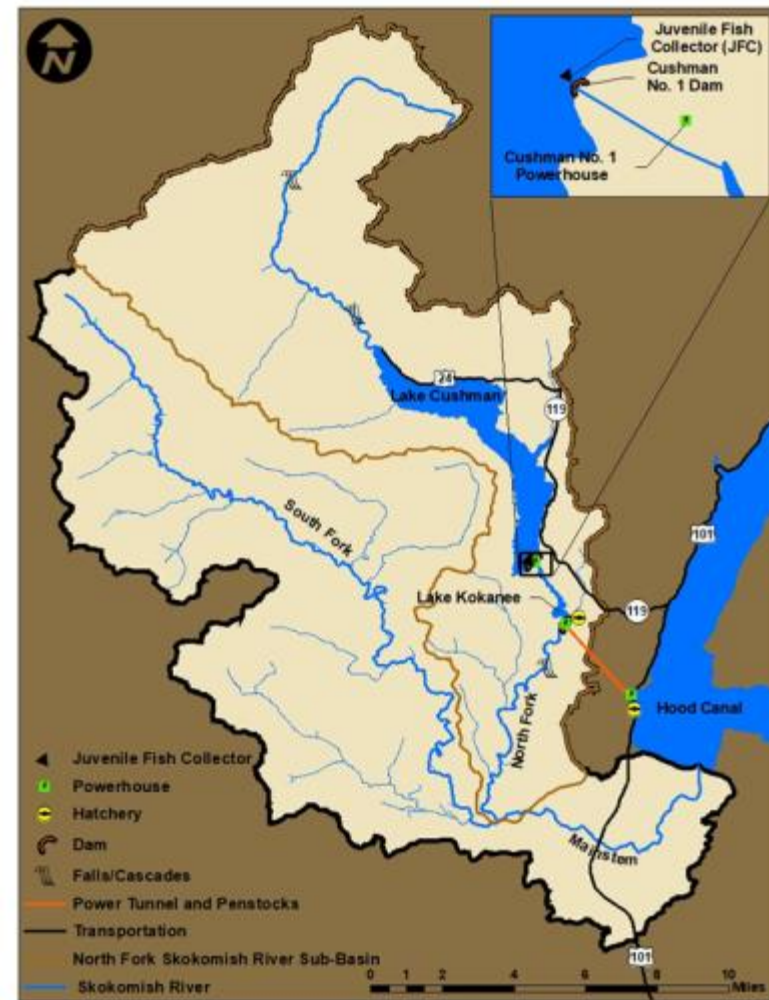 N
Juvenile Fish
Collector (JFC)
Cushman
No. 1 Dam
Cushman No. 1
Powerhouse
24
Lake Cushman
119
101
South Fork
Lake Kokanee
119
Hood Canal
North Fork
Mainstem
101
Juvenile Fish Collector
Powerhouse
Hatchery
Dam
Falls/Cascades
Power Tunnel and Penstocks
Transportation
North Fork Skokomish River Sub-Basin
Skokomish River
0 1 2 4 6 8 10
Miles